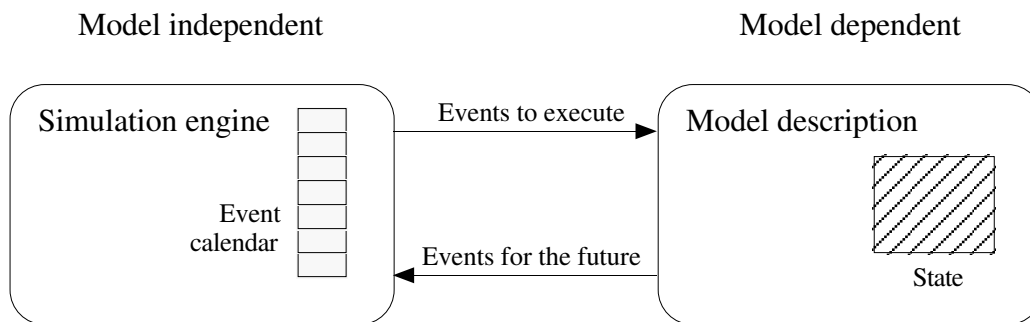 Model independent
Model dependent
Simulation engine
Event
calendar
Events to execute
Events for the future
Model description
State